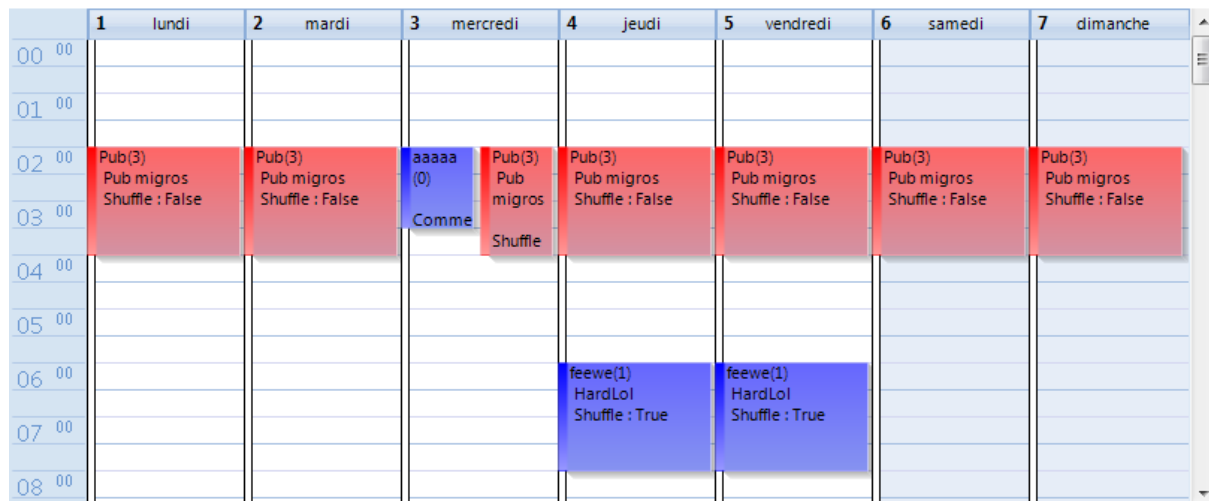 1 lundi 2 mardi 3 mercredi 4 jeudi 5 vendredi 6 samedi 7 dimanche
00 00
01 00
02 00
03 00
04 00
05 00
06 00
07 00
08 00
Pub(3)
Pub migros
Shuffle : False
Pub(3)
Pub migros
Shuffle : False
aaaaa
(0)
Comme
Pub(3)
Pub
migros
Shuffle
Pub(3)
Pub migros
Shuffle : False
Pub(3)
Pub migros
Shuffle : False
Pub(3)
Pub migros
Shuffle : False
Pub(3)
Pub migros
Shuffle : False
feewe(1)
HardLol
Shuffle : True
feewe(1)
HardLol
Shuffle : True